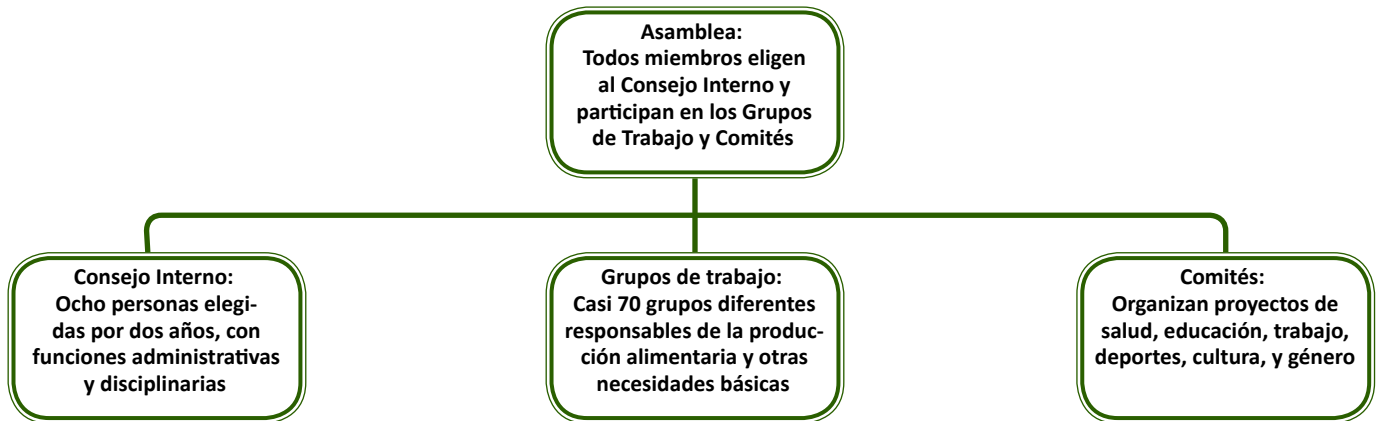 Asamblea:
Todos miembros eligen
al Consejo Interno y
participan en los Grupos
de Trabajo y Comités
Consejo Interno:
Ocho personas elegi-
das por dos años, con
funciones administrativas
y disciplinarias
Grupos de trabajo:
Casi 70 grupos diferentes
responsables de la produc-
ción alimentaria y otras
necesidades básicas
Comités:
Organizan proyectos de
salud, educación, trabajo,
deportes, cultura, y género